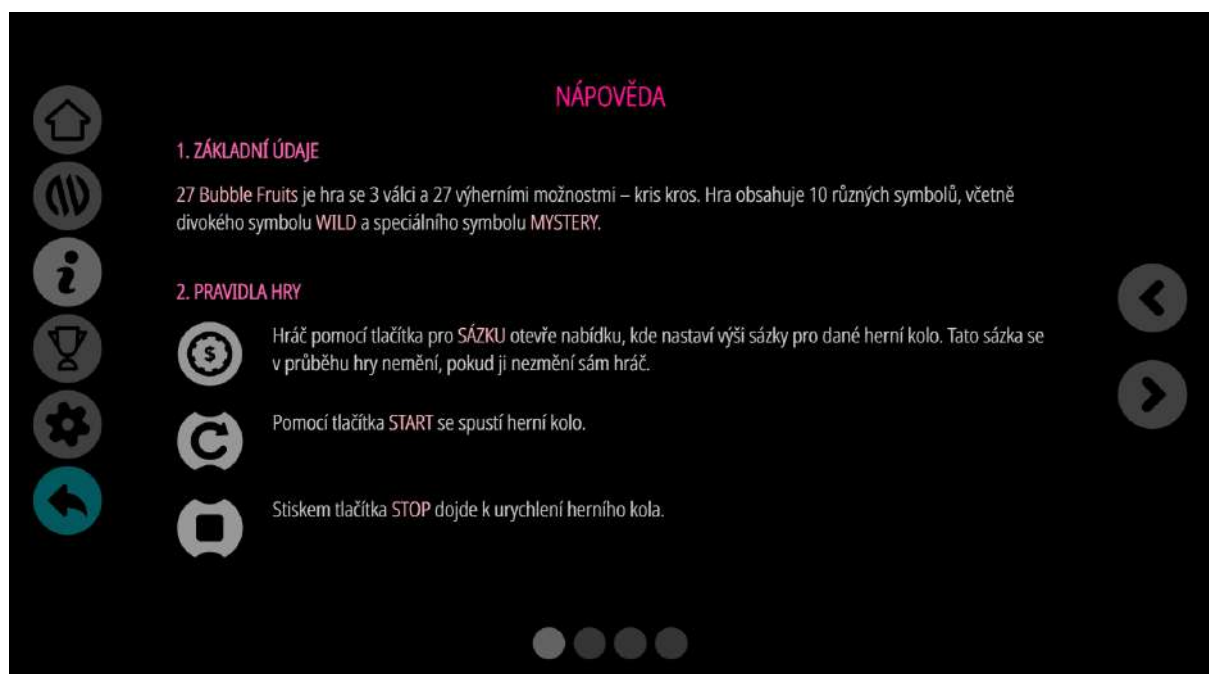 NÁPOVĚDA
1. ZÁKLADNÍ ÚDAJE
27 Bubble Fruits je hra se 3 válci a 27 výherními možnostmi – kris kros. Hra obsahuje 10 různých symbolů, včetně
divokého symbolu WILD a speciálního symbolu MYSTERY.
2. PRAVIDLA HRY
Hráč pomocí tlačítka pro SÁZKU otevře nabídku, kde nastaví výši sázky pro dané herní kolo. Tato sázka se
v průběhu hry nemění, pokud ji nezmění sám hráč.
Pomocí tlačítka START se spustí herní kolo.
Stiskem tlačítka STOP dojde k urychlení herního kola.